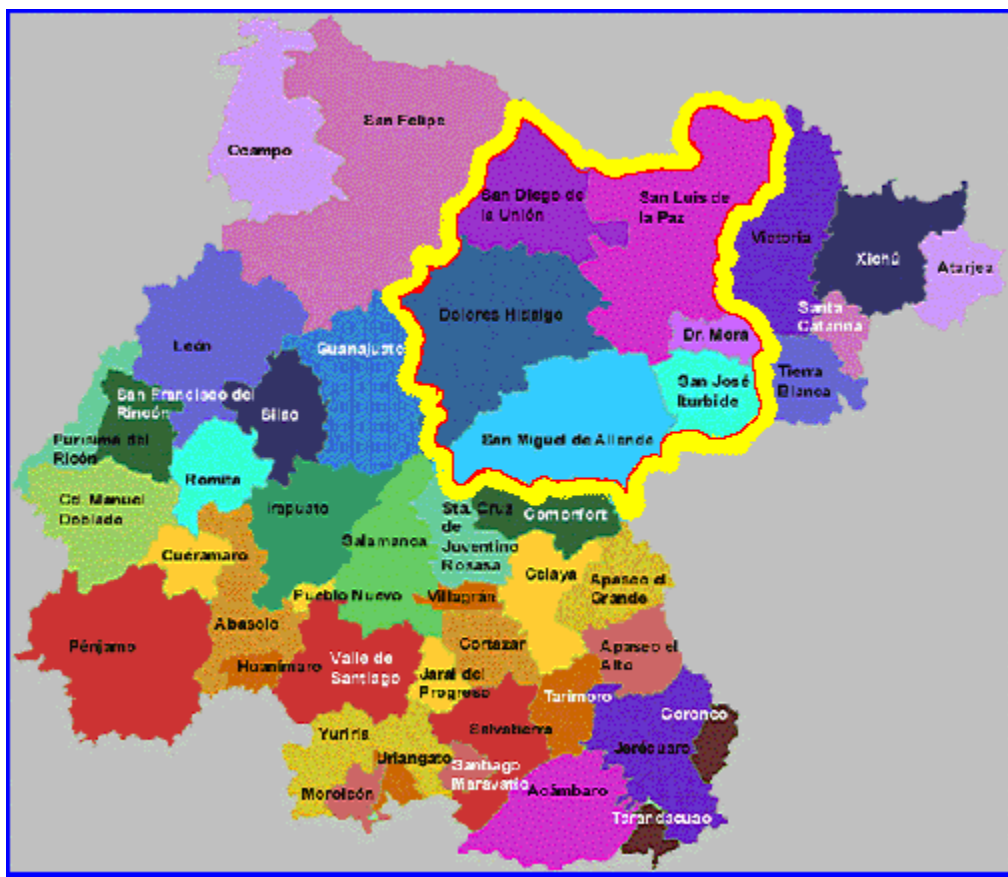 San Felipe
Ocampo
San Diego de
la Unión
San Luis de
la Paz
Victoria
Xichú
Atarjea
Santa
Catarina
Dolores Hidalgo
Dr. Mora
León
Guanajuato
San José
Iturbide
Tierra
Blanca
San Francisco del
Rincón
Silao
San Miguel de Allende
Purisima del
Ricón
Romita
Cd. Manuel
Doblado
Irapuato
Sta. Cruz
de
Juventino
Rosasa
Comonfort
Salamanca
Cuéramaro
Celaya
Apaseo el
Grande
Pueblo Nuevo
Villagrán
Abasolo
Pénjamo
Cortazar
Apaseo el
Alto
Huanímaro
Valle de
Santiago
Jaral del
Progreso
Tarimoro
Coronco
Yuriria
Salvatierra
Jerécuaro
Uriangato
Santiago
Maravatío
Moroleón
Acámbaro
Tarandacuao